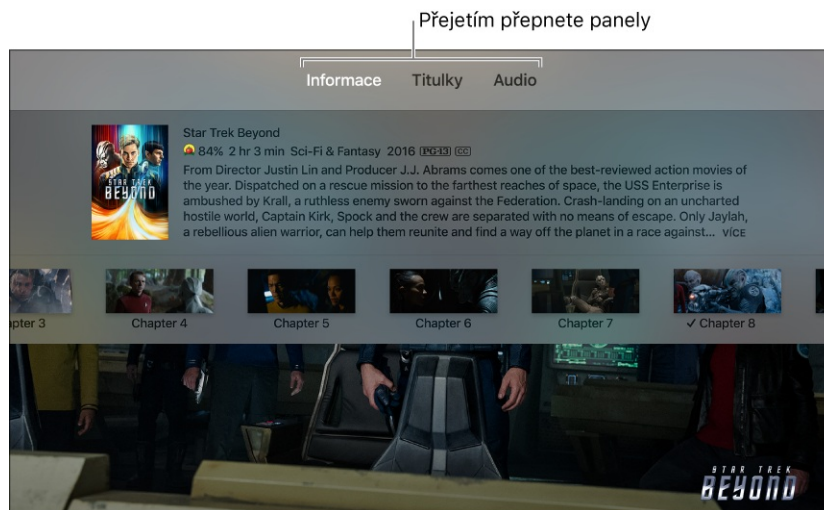 Přejetím přepnete panely
Informace Titulky Audio
Star Trek Beyond
84% 2 hr 3 min Sci-Fi & Fantasy 2016 PG-13 CC
From Director Justin Lin and Producer J.J. Abrams comes one of the best-reviewed action movies of
the year. Dispatched on a rescue mission to the farthest reaches of space, the USS Enterprise is
ambushed by Krall, a ruthless enemy sworn against the Federation. Crash-landing on an uncharted
hostile world, Captain Kirk, Spock and the crew are separated with no means of escape. Only Jaylah,
a rebellious alien warrior, can help them reunite and find a way off the planet in a race against... VÍCE
STAR TREK
BEYOND
apter 3 Chapter 4 Chapter 5 Chapter 6 Chapter 7 ✓ Chapter 8
STAR TREK
BEYOND